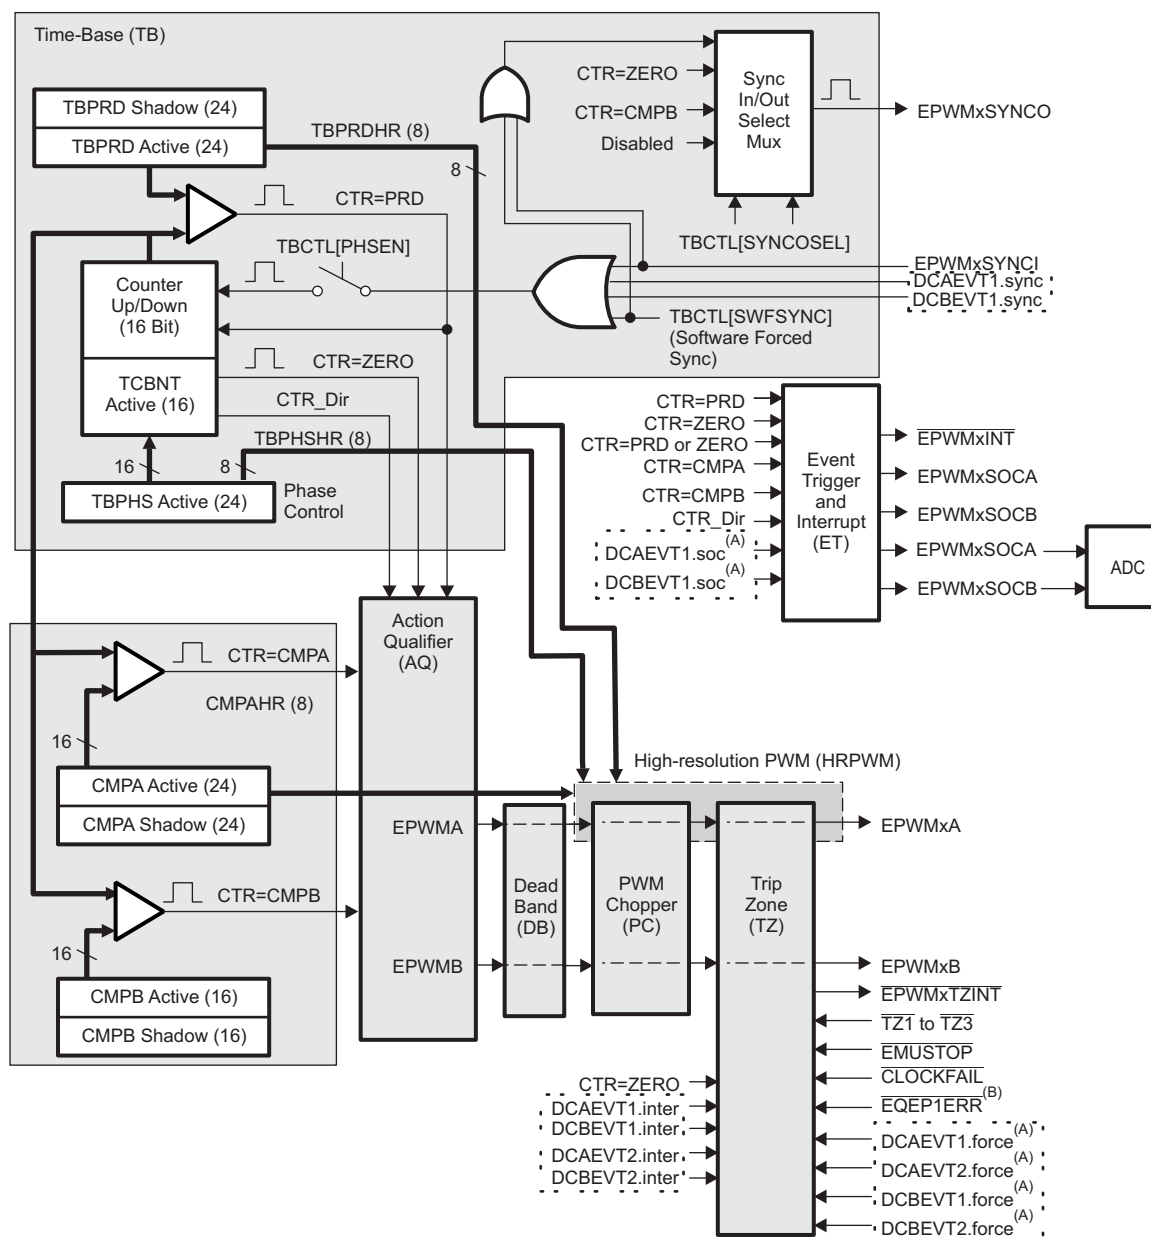 Time-Base (TB)
TBPRD Shadow (24)
TBPRD Active (24)
TBPRDHR (8)
8
CTR=PRD
TBCTL[PHSEN]
Counter
Up/Down
(16 Bit)
TCBNT
Active (16)
CTR=ZERO
CTR_Dir
TBPHSHR (8)
16
8
TBPHS Active (24)
Phase
Control
CTR=ZERO
CTR=CMPB
Disabled
Sync
In/Out
Select
Mux
EPWMxSYNCO
TBCTL[SYNCOSEL]
EPWMxSYNCI
DCAEVT1.sync
DCBEVT1.sync
TBCTL[SWFSYNC]
(Software Forced
Sync)
CTR=PRD
CTR=ZERO
CTR=PRD or ZERO
CTR=CMPA
CTR=CMPB
CTR_Dir
DCAEVT1.soc(A)
DCBEVT1.soc(A)
Event
Trigger
and
Interrupt
(ET)
EPWMxINT
EPWMxSOCA
EPWMxSOCB
EPWMxSOCA
EPWMxSOCB
ADC
Action
Qualifier
(AQ)
CTR=CMPA
CMPAHR (8)
16
CMPA Active (24)
CMPA Shadow (24)
CTR=CMPB
16
CMPB Active (16)
CMPB Shadow (16)
EPWMA
EPWMB
High-resolution PWM (HRPWM)
Dead
Band
(DB)
PWM
Chopper
(PC)
Trip
Zone
(TZ)
EPWMxA
EPWMxB
EPWMxTZINT
TZ1 to TZ3
EMUSTOP
CLOCKFAIL
EQEP1ERR(B)
DCAEVT1.force(A)
DCAEVT2.force(A)
DCBEVT1.force(A)
DCBEVT2.force(A)
CTR=ZERO
DCAEVT1.inter
DCBEVT1.inter
DCAEVT2.inter
DCBEVT2.inter